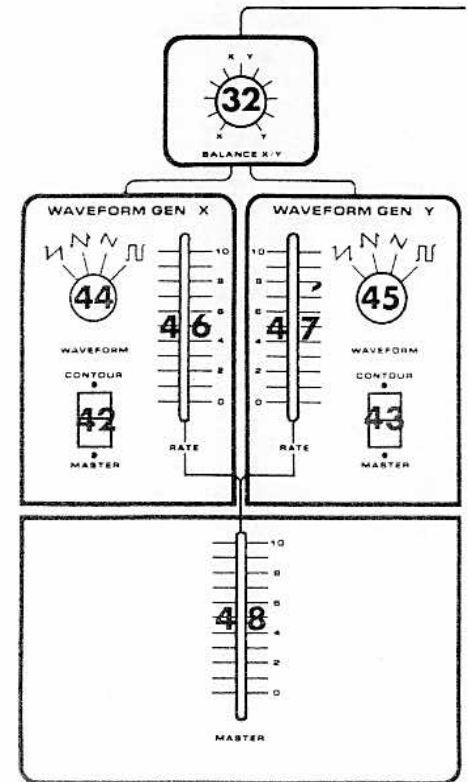 X Y
32
X Y
BALANCE X/Y
WAVEFORM GEN X
44
WAVEFORM
CONTOUR
42
MASTER
10
8
6
46
4
2
0
RATE
WAVEFORM GEN Y
10
8
6
47
4
2
0
RATE
45
WAVEFORM
CONTOUR
43
MASTER
10
8
6
48
4
2
0
MASTER